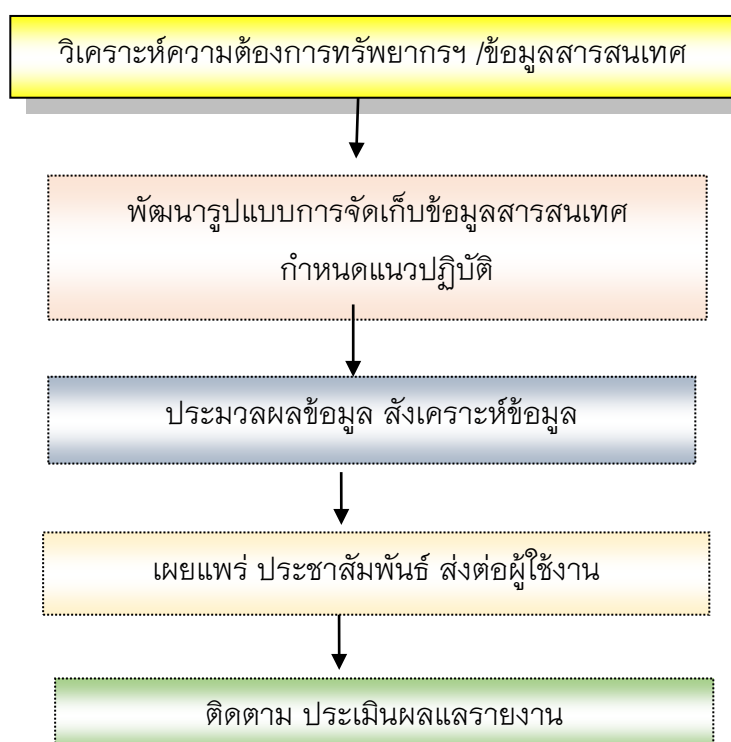 วิเคราะห์ความต้องการทรัพยากรฯ /ข้อมูลสารสนเทศ
พัฒนารูปแบบการจัดเก็บข้อมูลสารสนเทศ
กำหนดแนวปฏิบัติ
ประมวลผลข้อมูล สังเคราะห์ข้อมูล
เผยแพร่ ประชาสัมพันธ์ ส่งต่อผู้ใช้งาน
ติดตาม ประเมินผลแลรายงาน